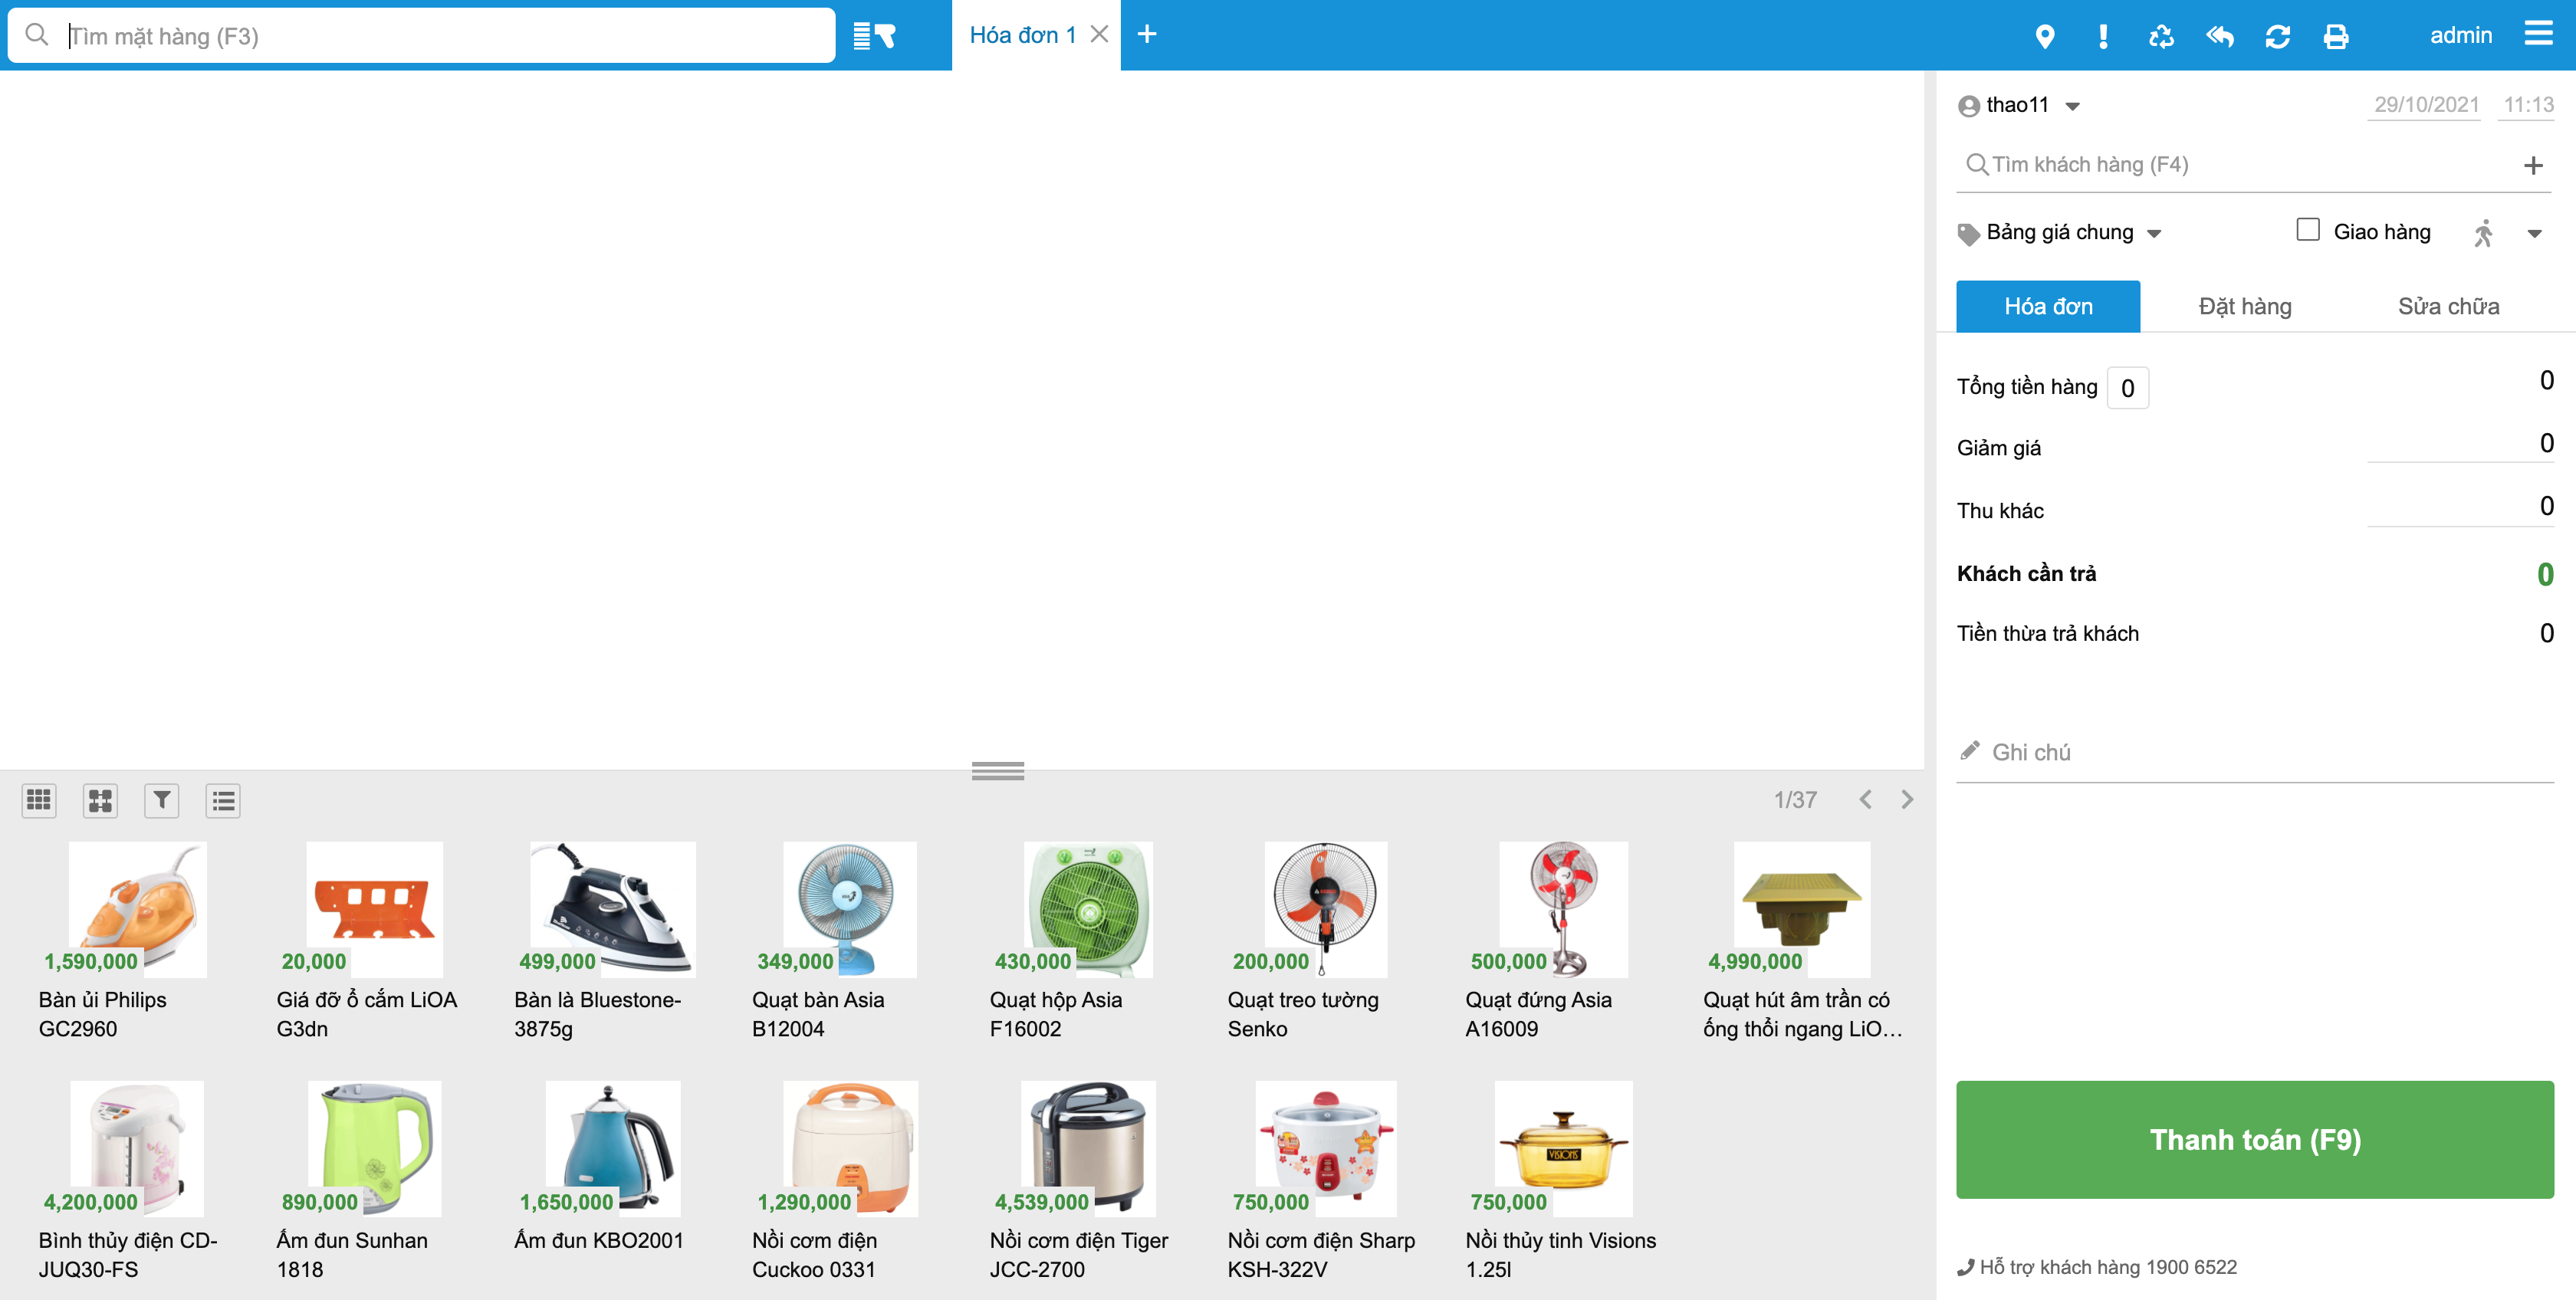 Tìm mặt hàng (F3)
Hóa đơn 1
admin
thao11
29/10/2021 11:13
Tìm khách hàng (F4)
Bảng giá chung
Giao hàng
Hóa đơn
Đặt hàng
Sửa chữa
Tổng tiền hàng 0 0
Giảm giá 0
Thu khác 0
Khách cần trả 0
Tiền thừa trả khách 0
Ghi chú
Thanh toán (F9)
Hỗ trợ khách hàng 1900 6522
1/37
1,590,000
Bàn ủi Philips
GC2960
20,000
Giá đỡ ổ cắm LiOA
G3dn
499,000
Bàn là Bluestone-
3875g
349,000
Quạt bàn Asia
B12004
430,000
Quạt hộp Asia
F16002
200,000
Quạt treo tường
Senko
500,000
Quạt đứng Asia
A16009
4,990,000
Quạt hút âm trần có
ống thổi ngang LiO...
4,200,000
Bình thủy điện CD-
JUQ30-FS
890,000
Ấm đun Sunhan
1818
1,650,000
Ấm đun KBO2001
1,290,000
Nồi cơm điện
Cuckoo 0331
4,539,000
Nồi cơm điện Tiger
JCC-2700
750,000
Nồi cơm điện Sharp
KSH-322V
VISIONS
750,000
Nồi thủy tinh Visions
1.25l